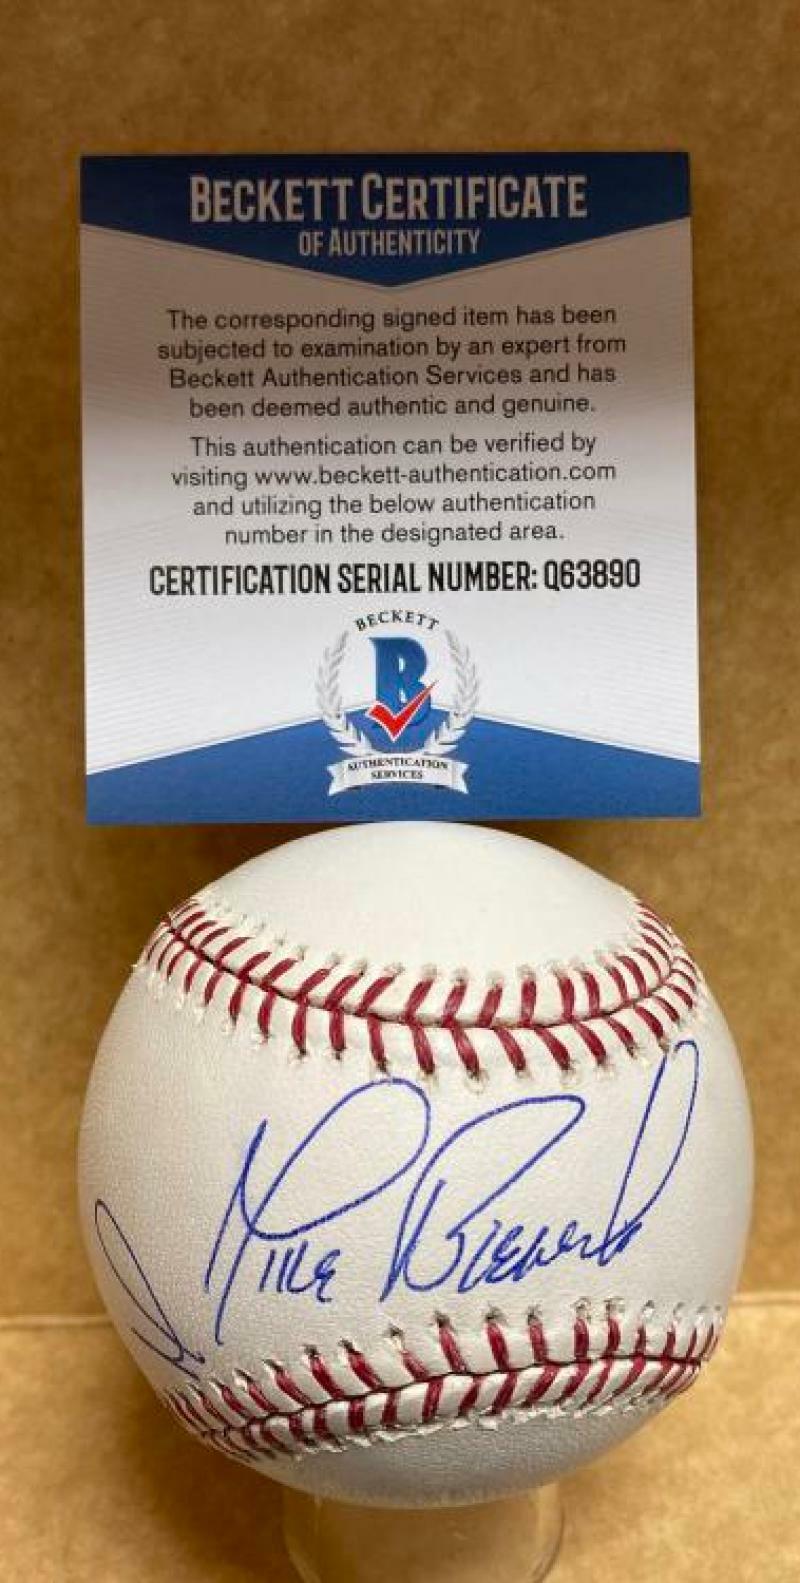 BECKETT CERTIFICATE
OF AUTHENTICITY
The corresponding signed item has been
subjected to examination by an expert from
Beckett Authentication Services and has
been deemed authentic and genuine.
This authentication can be verified by
visiting www.beckett-authentication.com
and utilizing the below authentication
number in the designated area.
CERTIFICATION SERIAL NUMBER: Q63890
BECKETT
B
AUTHENTICATION
SERVICES
Mike